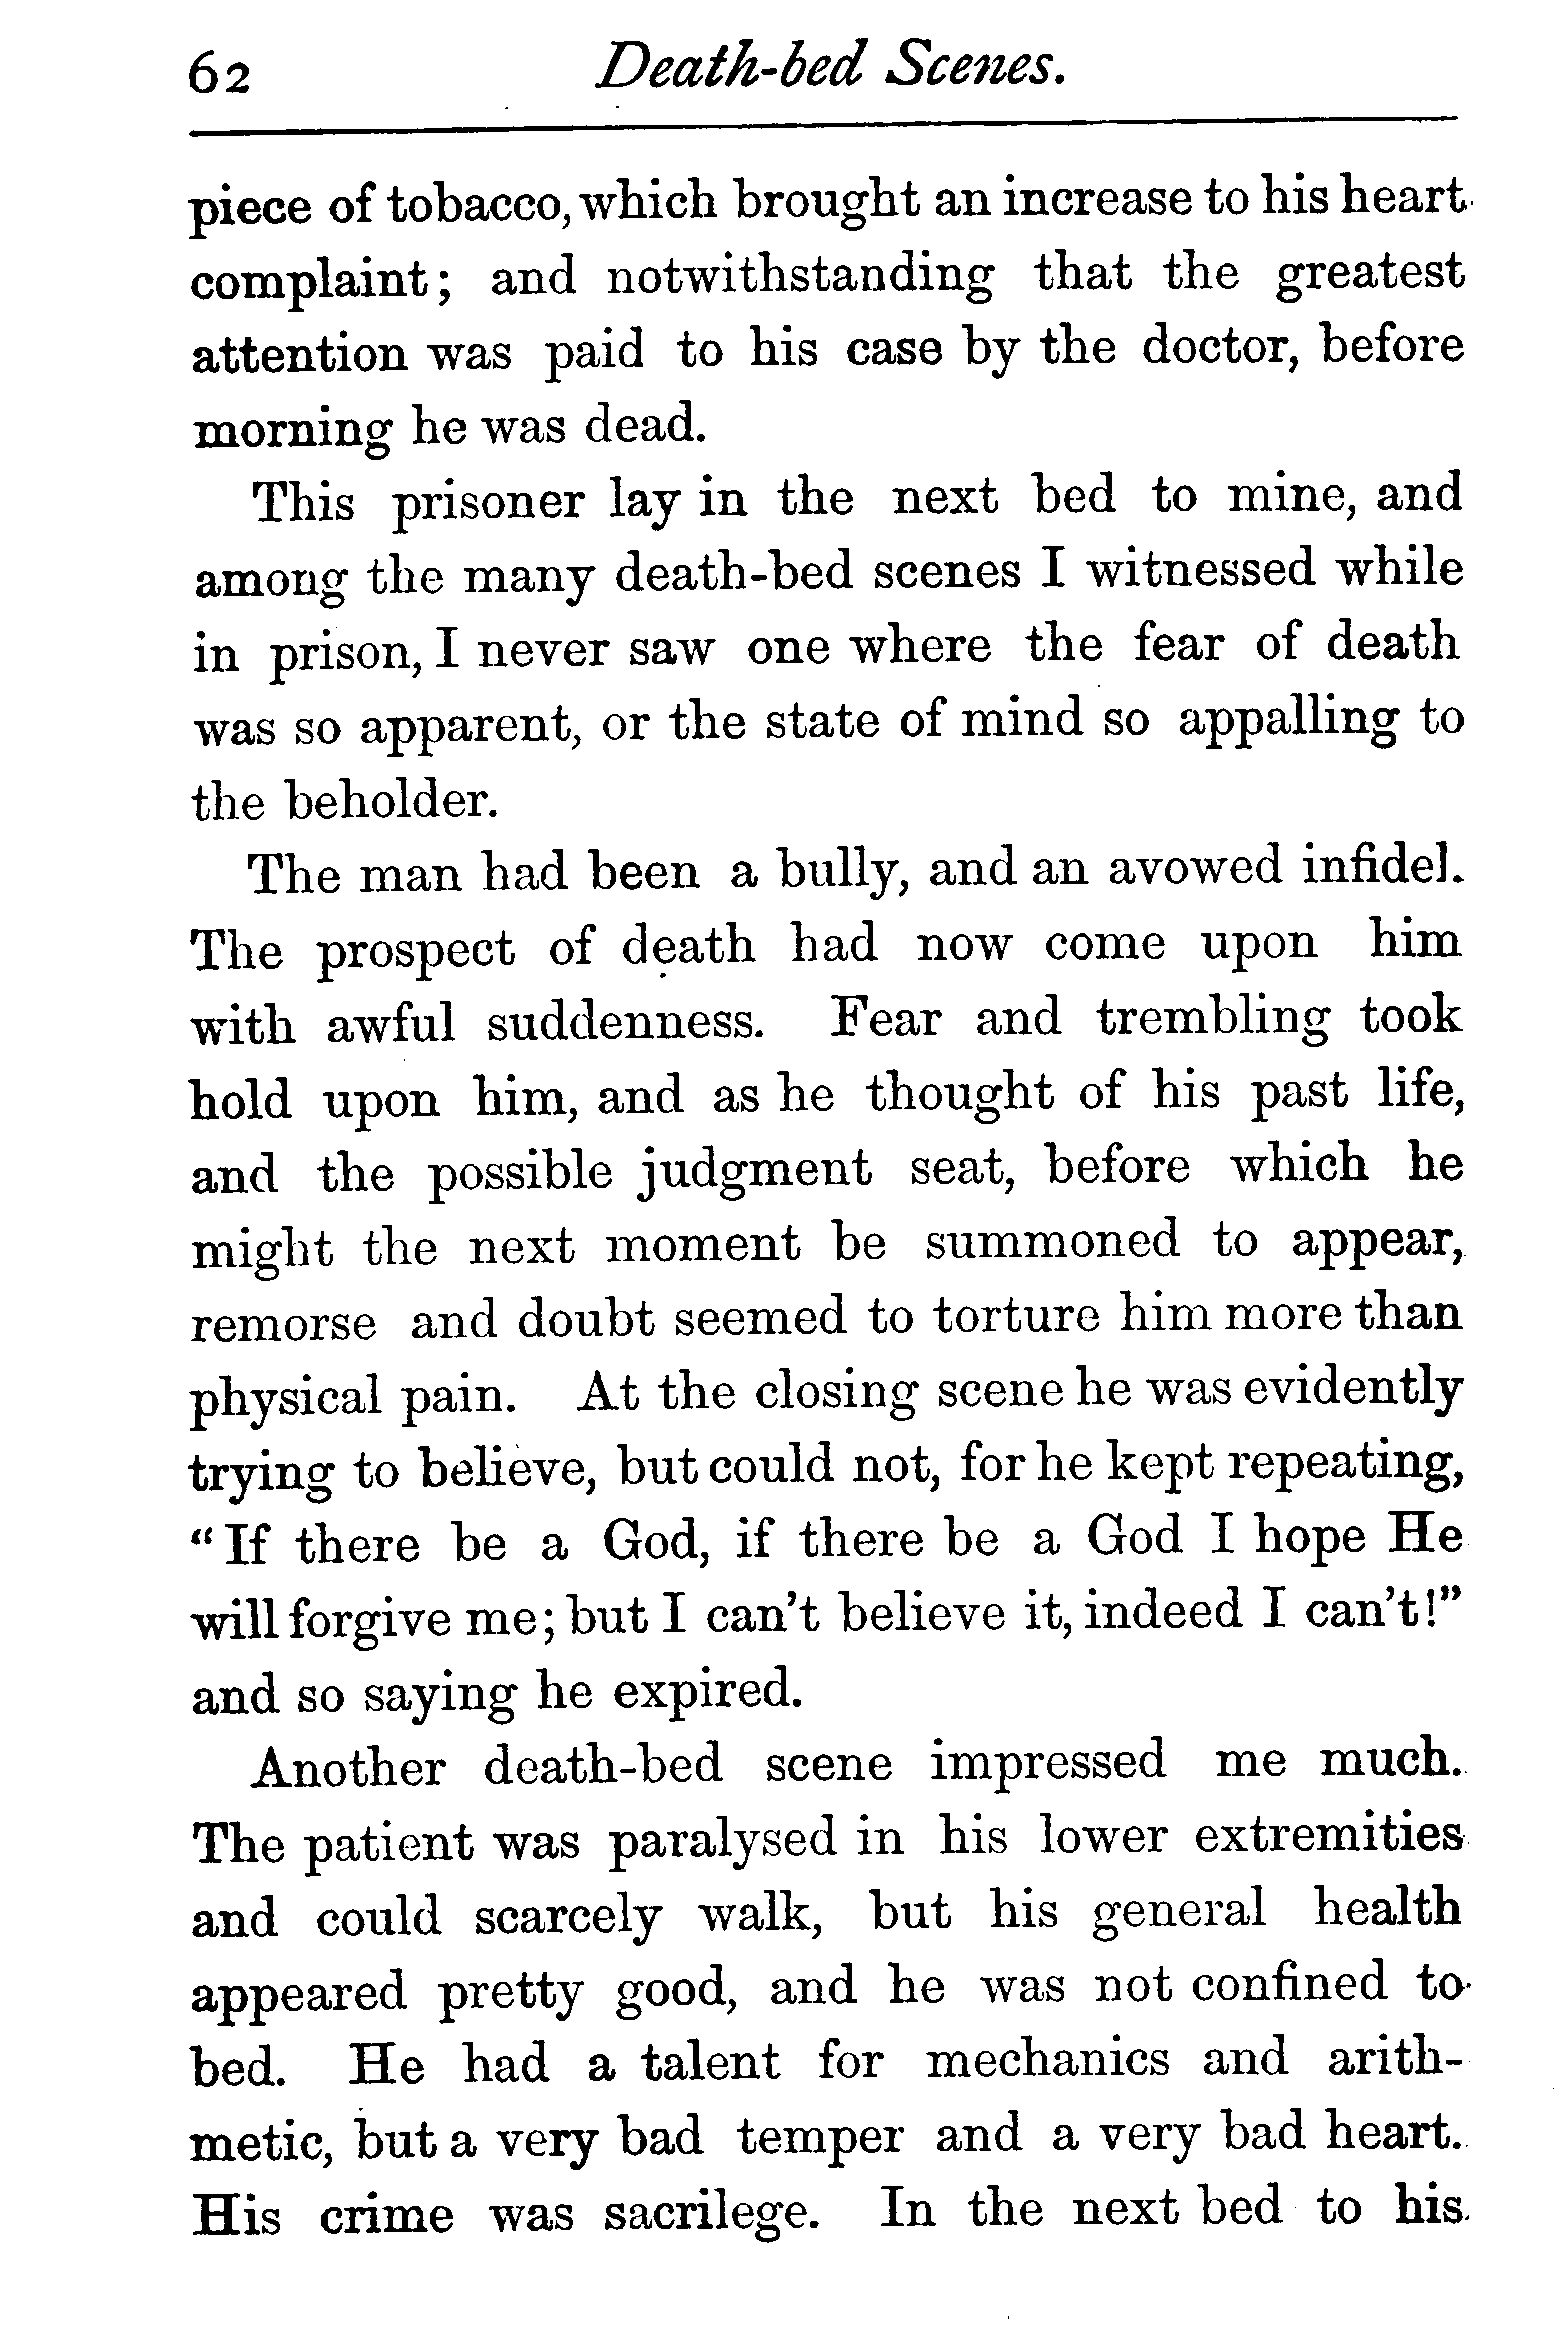 62 Death-bed Scenes.
piece of tobacco, which brought an increase to his heart
complaint; and notwithstanding that the greatest
attention was paid to his case by the doctor, before
morning he was dead.
This prisoner lay in the next bed to mine, and
among the many death-bed scenes I witnessed while
in prison, I never saw one where the fear of death
was so apparent, or the state of mind so appalling to
the beholder.
The man had been a bully, and an avowed infidel.
The prospect of death had now come upon him
with awful suddenness. Fear and trembling took
hold upon him, and as he thought of his past life,
and the possible judgment seat, before which he
might the next moment be summoned to appear,
remorse and doubt seemed to torture him more than
physical pain. At the closing scene he was evidently
trying to believe, but could not, for he kept repeating,
"If there be a God, if there be a God I hope He
will forgive me; but I can't believe it, indeed I can't!"
and so saying he expired.
Another death-bed scene impressed me much.
The patient was paralysed in his lower extremities
and could scarcely walk, but his general health
appeared pretty good, and he was not confined to
bed. He had a talent for mechanics and arith-
metic, but a very bad temper and a very bad heart.
His crime was sacrilege. In the next bed to his